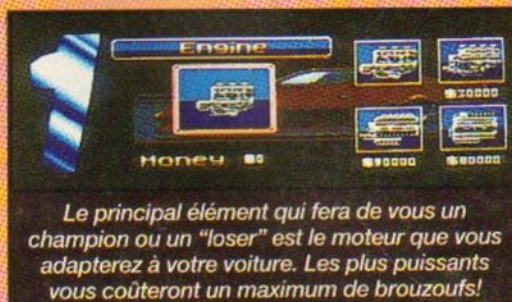 Engine
Money $0
Le principal élément qui fera de vous un
champion ou un "loser" est le moteur que vous
adapterez à votre voiture. Les plus puissants
vous coûteront un maximum de brouzoufs!